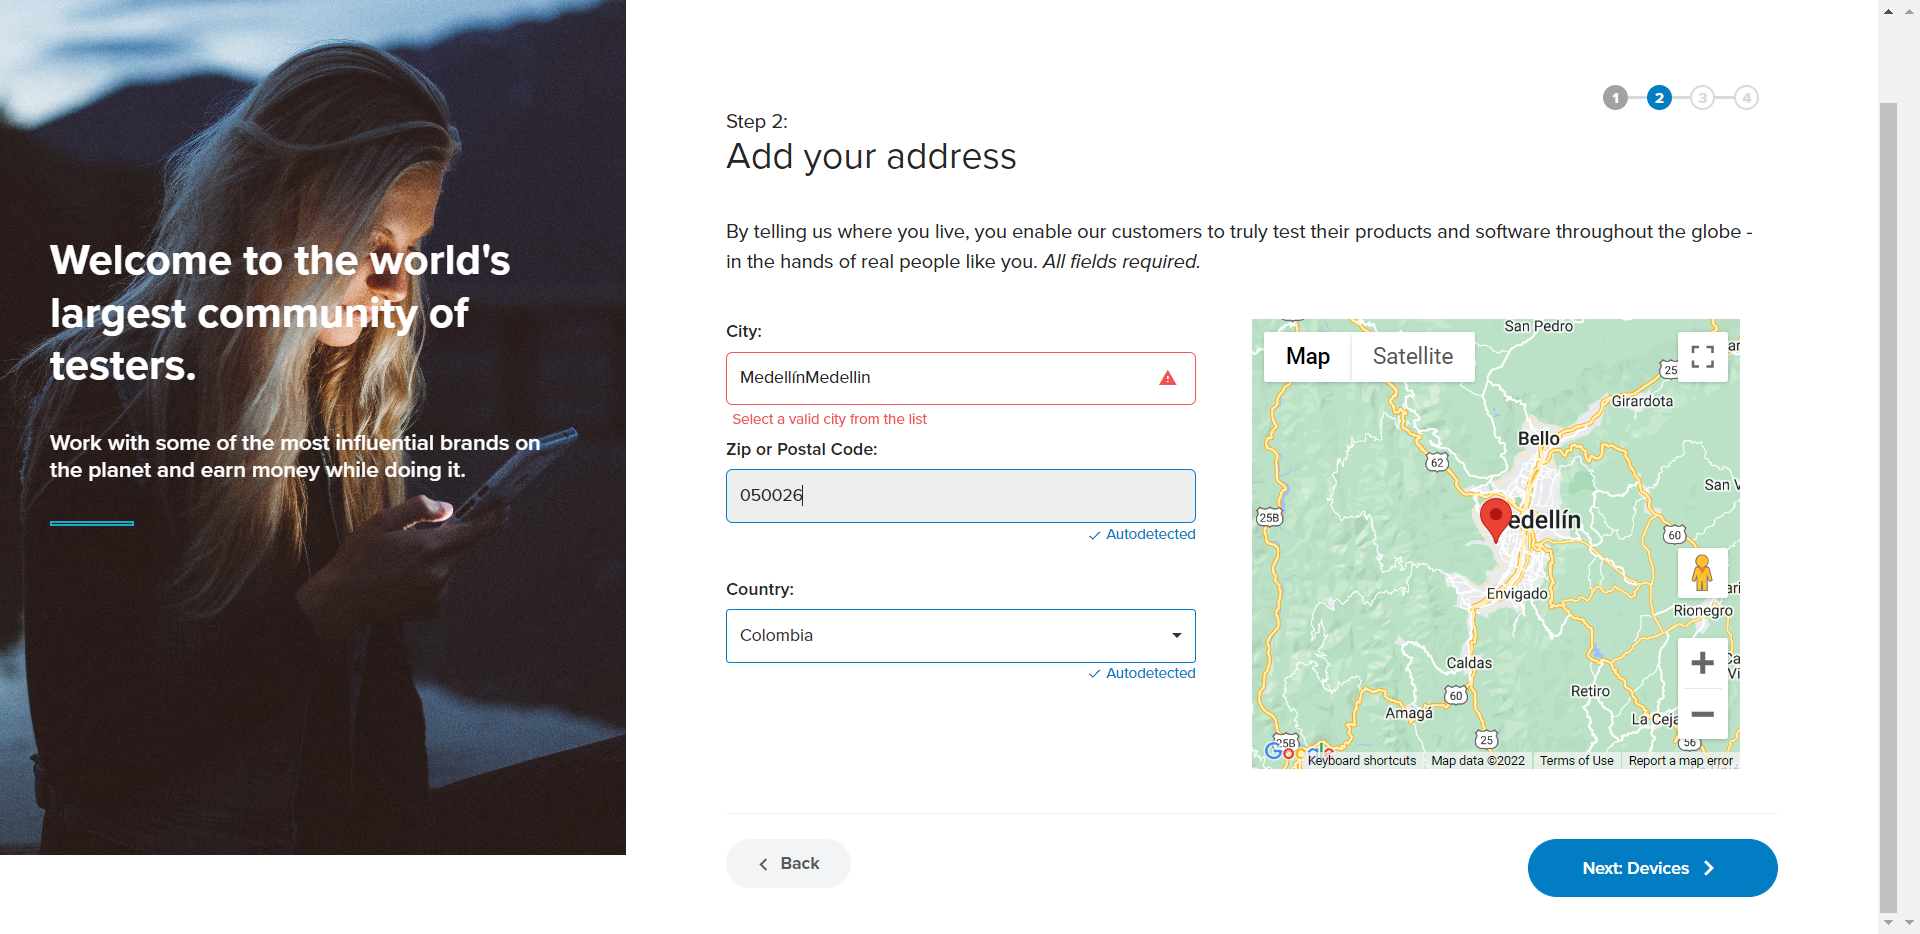 Welcome to the world's
largest community of
testers.
Work with some of the most influential brands on
the planet and earn money while doing it.
1 2 3 4
Step 2:
Add your address
By telling us where you live, you enable our customers to truly test their products and software throughout the globe -
in the hands of real people like you. All fields required.
City:
MedellínMedellin
Select a valid city from the list
Zip or Postal Code:
050026
Autodetected
Country:
Colombia
Autodetected
San Pedro
Map Satellite
25
Girardota
Bello
62
San V
25B
edellín
60
Envigado
Rionegro
Caldas
60
Retiro
Amagá
La Ceja
25
25B
56
Google
Keyboard shortcuts Map data ©2022 Terms of Use Report a map error
Back
Next: Devices